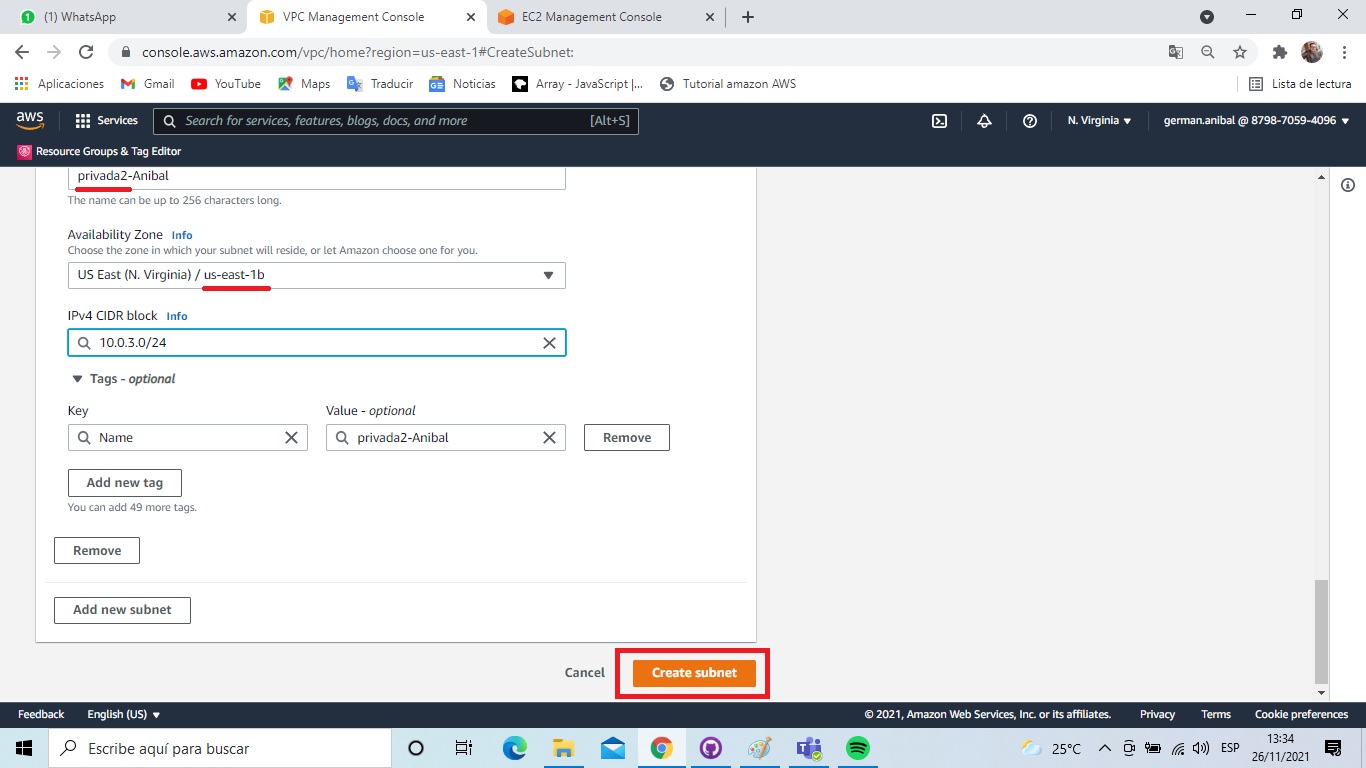 (1) WhatsApp
VPC Management Console
EC2 Management Console
console.aws.amazon.com/vpc/home?region=us-east-1#CreateSubnet:
Aplicaciones
Gmail
YouTube
Maps
Traducir
Noticias
Array - JavaScript |...
Tutorial amazon AWS
Lista de lectura
aws
Services
Search for services, features, blogs, docs, and more
[Alt+S]
N. Virginia
german.anibal @ 8798-7059-4096
Resource Groups & Tag Editor
privada2-Anibal
The name can be up to 256 characters long.
Availability Zone Info
Choose the zone in which your subnet will reside, or let Amazon choose one for you.
US East (N. Virginia) / us-east-1b
IPv4 CIDR block Info
10.0.3.0/24
Tags - optional
Key
Value - optional
Name
privada2-Anibal
Remove
Add new tag
You can add 49 more tags.
Remove
Add new subnet
Cancel
Create subnet
Feedback
English (US)
© 2021, Amazon Web Services, Inc. or its affiliates.
Privacy
Terms
Cookie preferences
Escribe aquí para buscar
25°C
ESP
13:34
26/11/2021